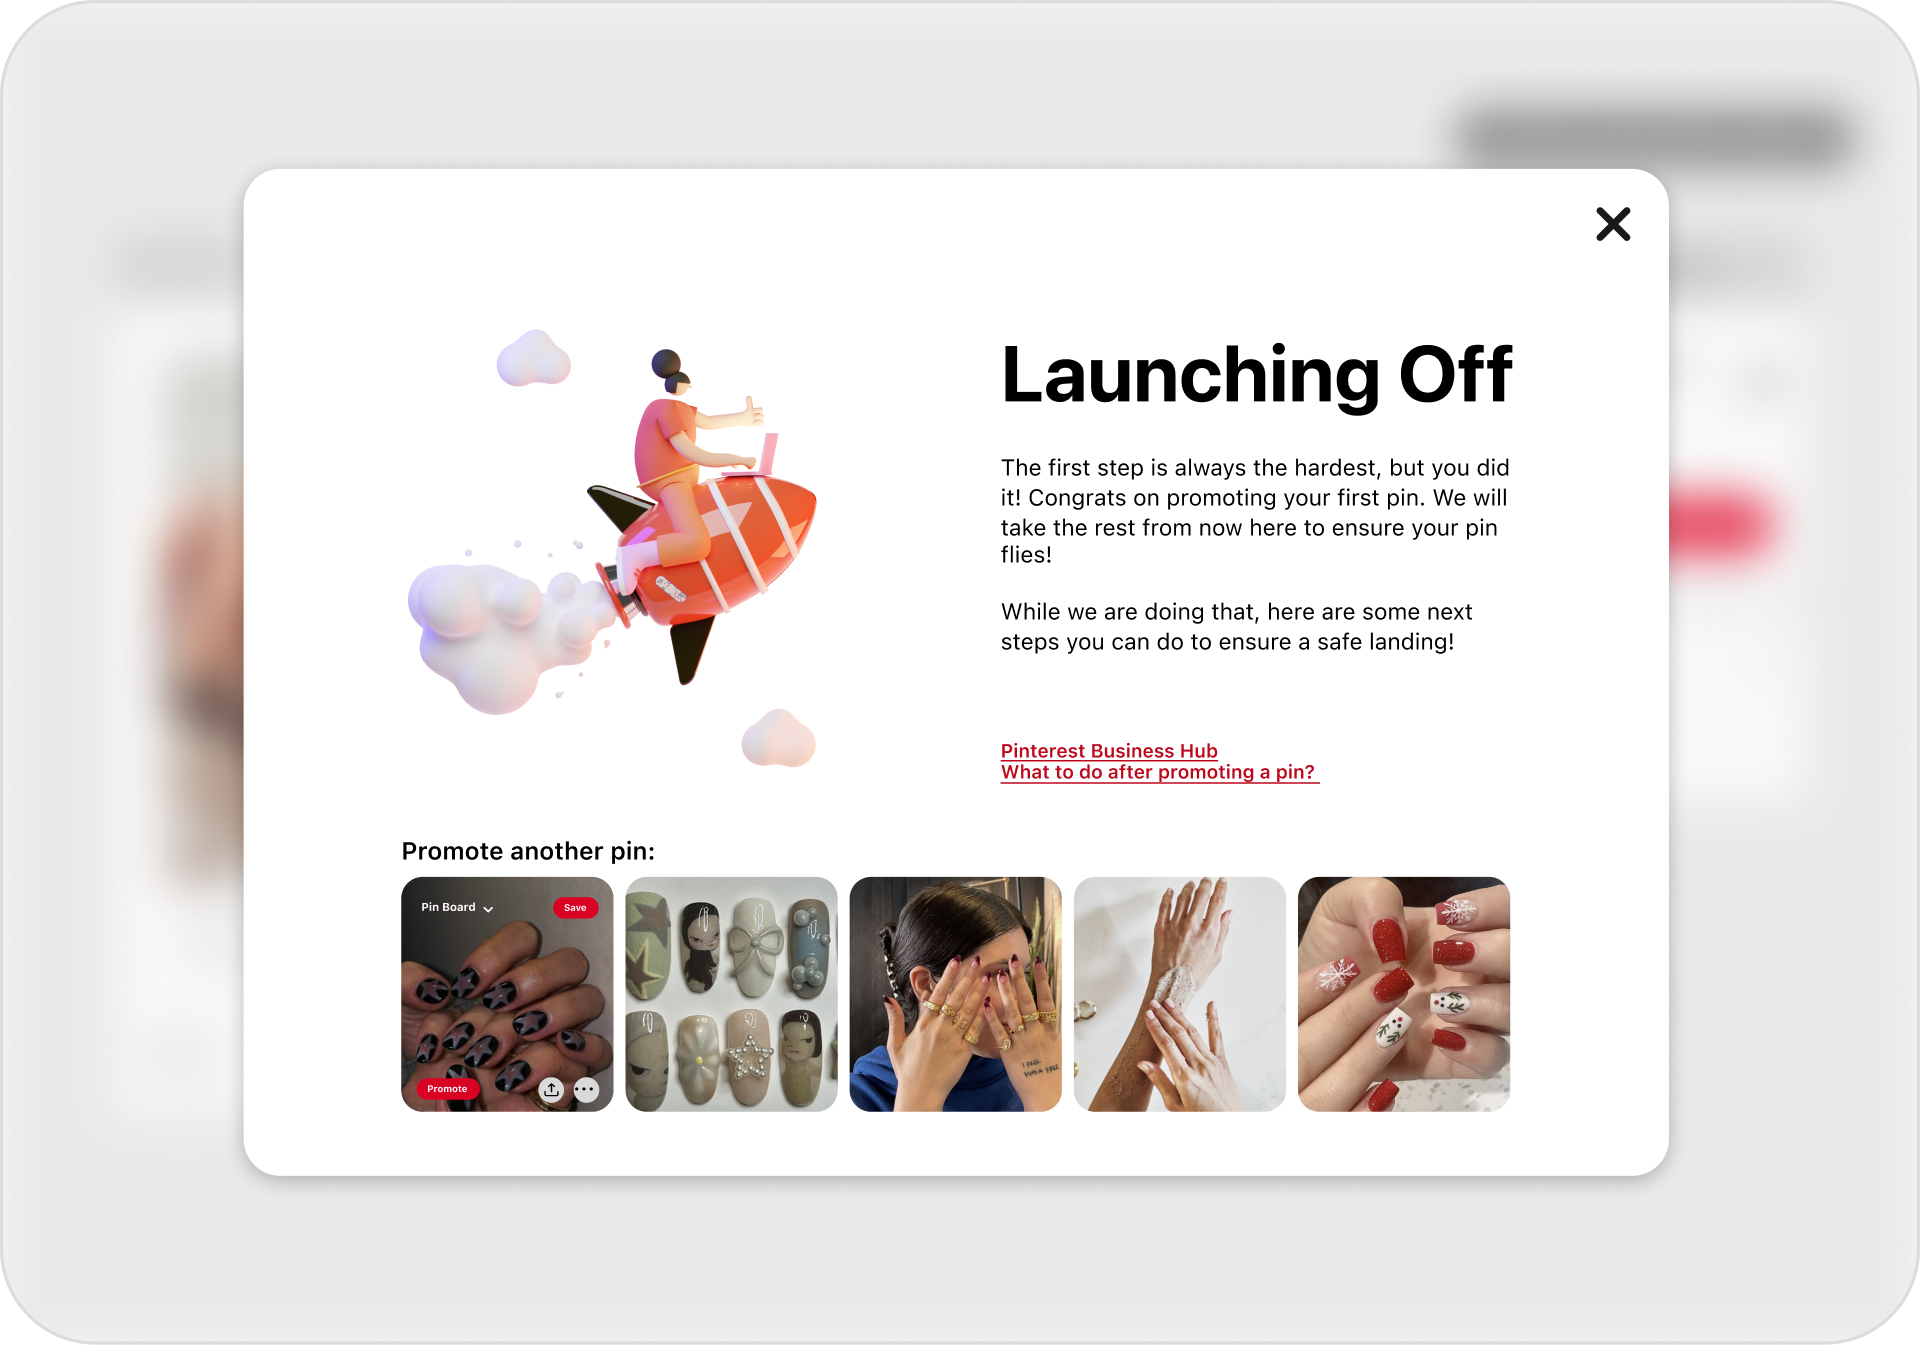 Launching Off
The first step is always the hardest, but you did
it! Congrats on promoting your first pin. We will
take the rest from now here to ensure your pin
flies!
While we are doing that, here are some next
steps you can do to ensure a safe landing!
Pinterest Business Hub
What to do after promoting a pin?
Promote another pin:
Pin Board
Save
Promote
I FEEL